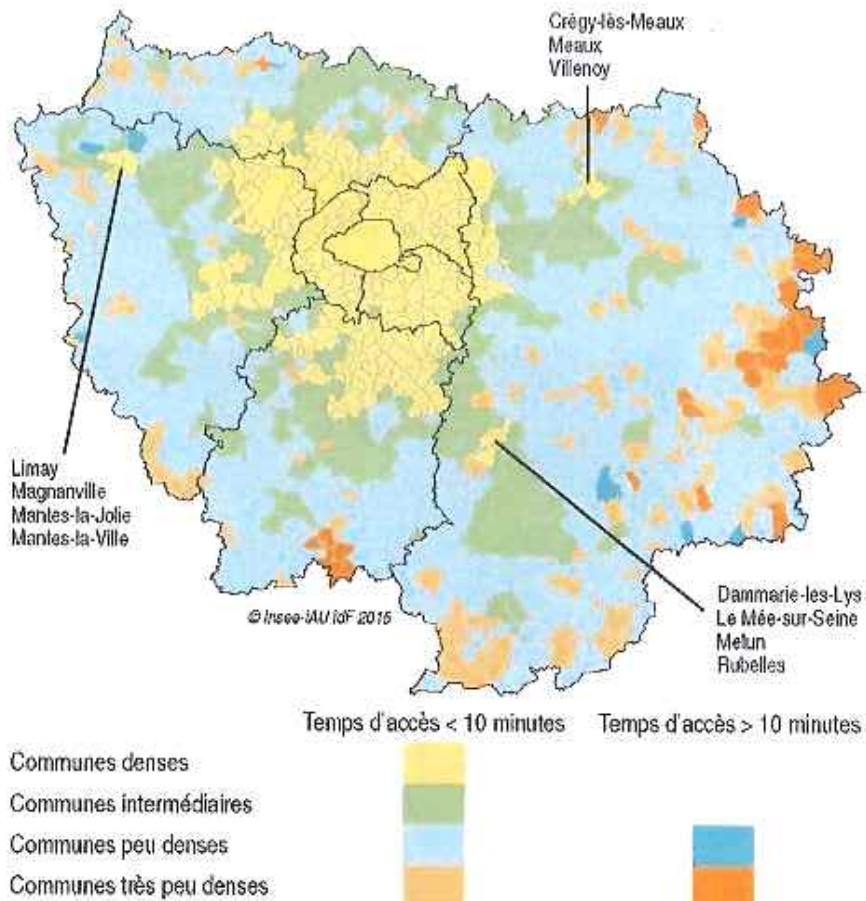 Crégy-lès-Meaux
Meaux
Villenoy
Limay
Magnanville
Mantes-la-Jolie
Mantes-la-Ville
© Insee-IAU îdF 2015
Dammarie-les-Lys
Le Mée-sur-Seine
Melun
Rubelles
Temps d'accès < 10 minutes
Temps d'accès > 10 minutes
Communes denses
Communes intermédiaires
Communes peu denses
Communes très peu denses